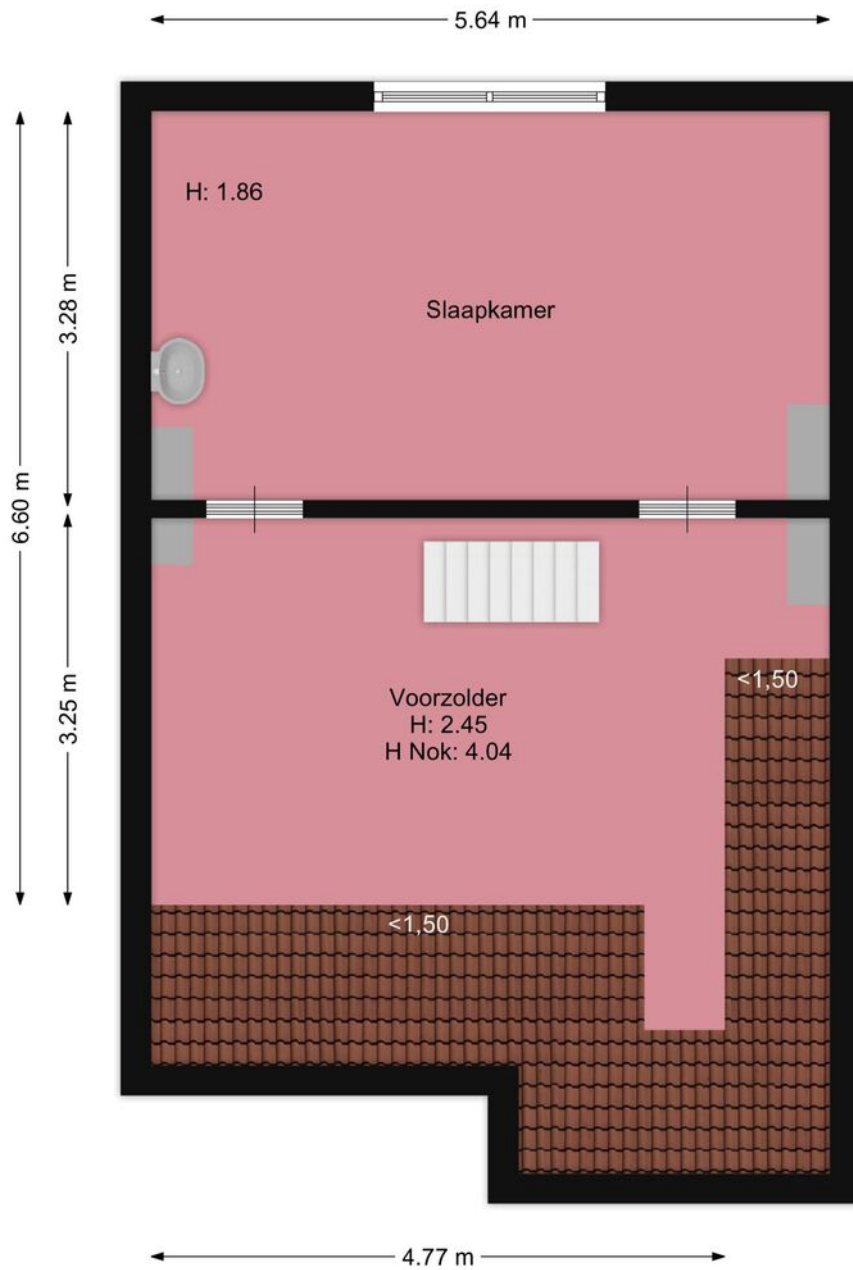 5.64 m
H: 1.86
Slaapkamer
3.28 m
6.60 m
3.25 m
Voorzolder
H: 2.45
H Nok: 4.04
<1,50
<1,50
4.77 m